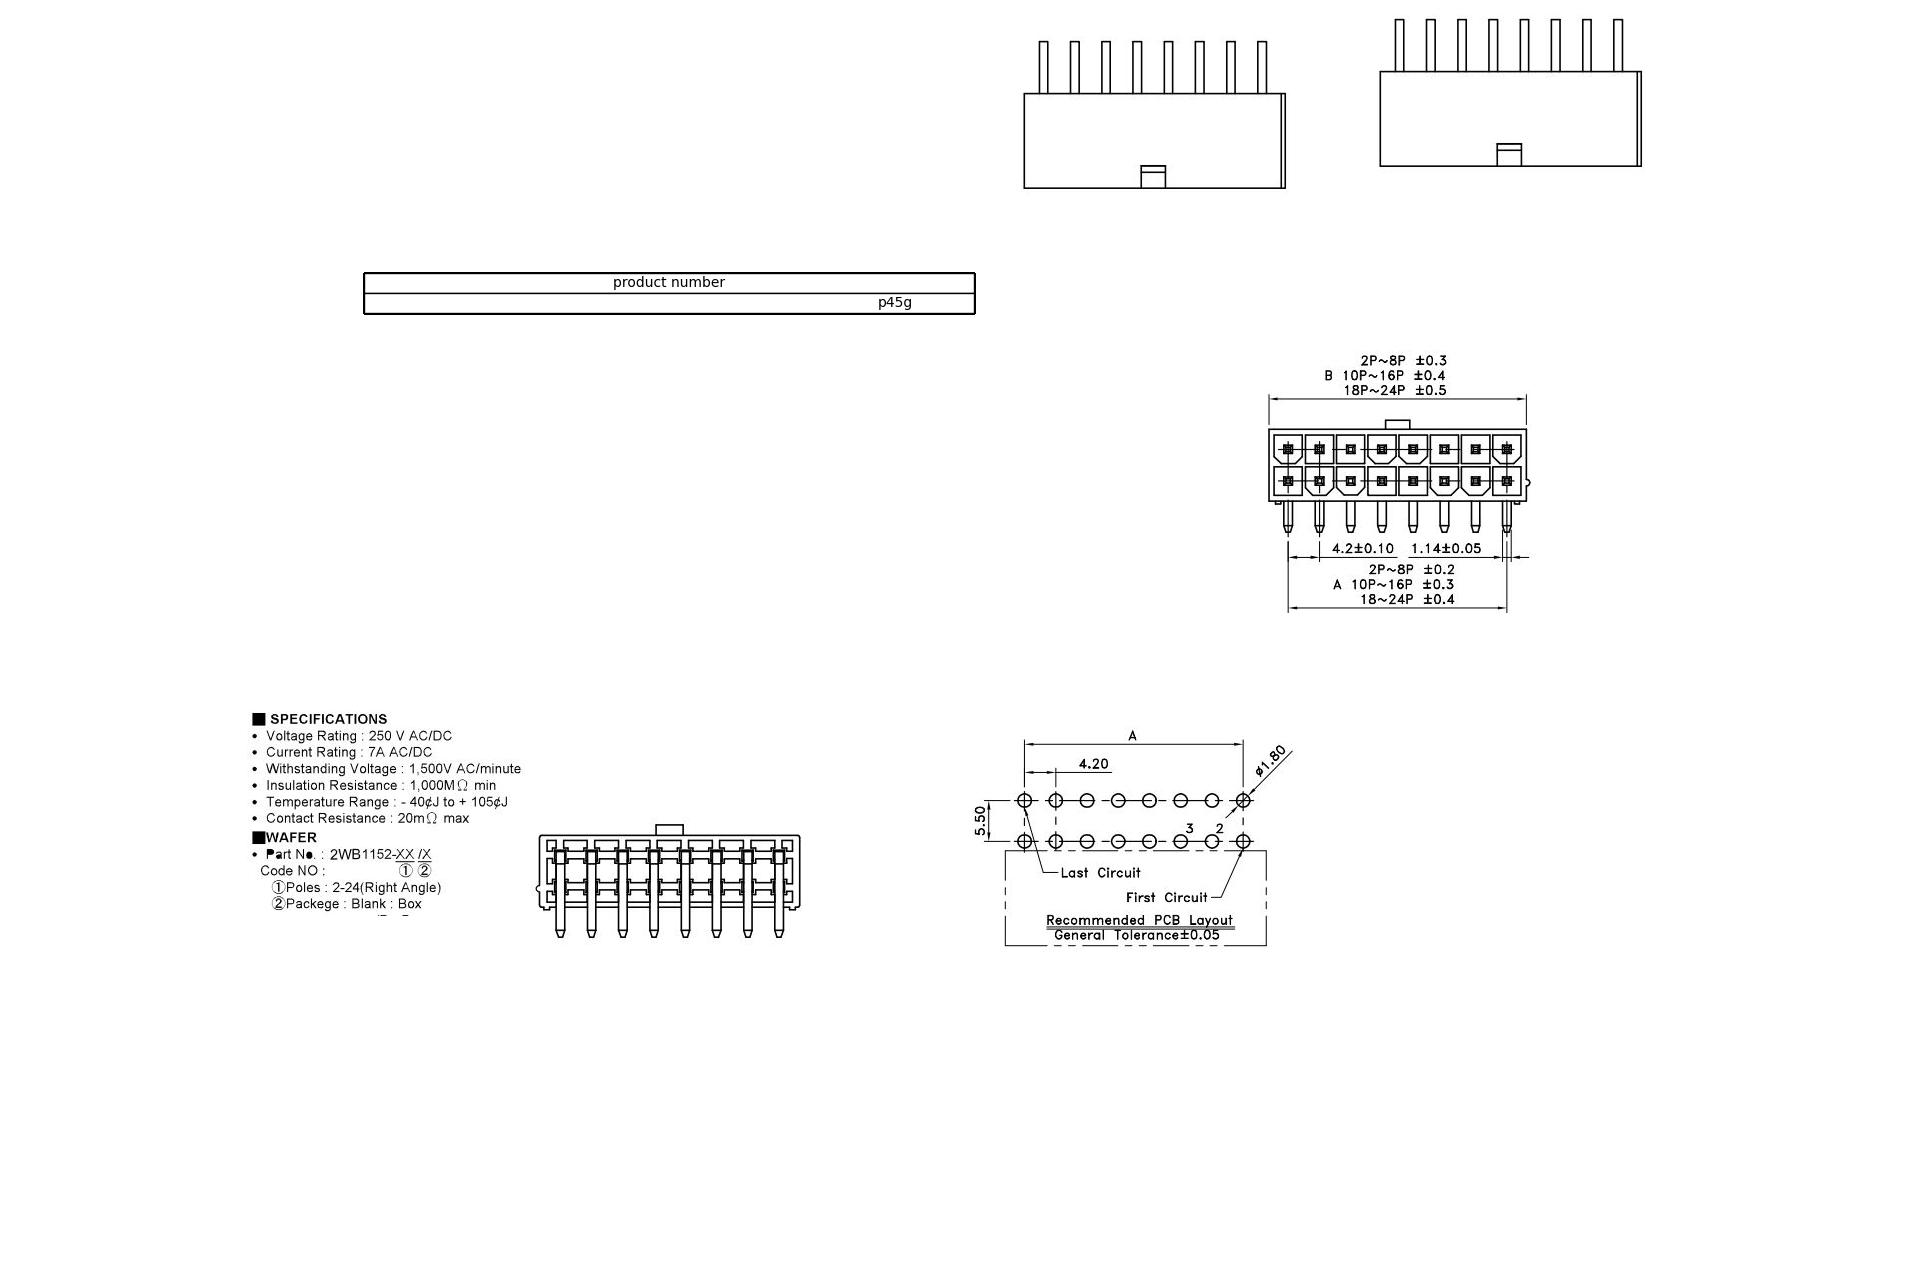 product number
p45g
2P~8P ±0.3
B 10P~16P ±0.4
18P~24P ±0.5
4.2±0.10 1.14±0.05
2P~8P ±0.2
A 10P~16P ±0.3
18~24P ±0.4
■ SPECIFICATIONS
• Voltage Rating : 250 V AC/DC
• Current Rating : 7A AC/DC
• Withstanding Voltage : 1,500V AC/minute
• Insulation Resistance : 1,000MΩ min
• Temperature Range : - 40¢J to + 105¢J
• Contact Resistance : 20mΩ max
■WAFER
• Part No. : 2WB1152-XX /X
Code NO : ① ②
①Poles : 2-24(Right Angle)
②Packege : Blank : Box
A
4.20
ø1.80
5.50
3 2
Last Circuit
First Circuit
Recommended PCB Layout
General Tolerance±0.05